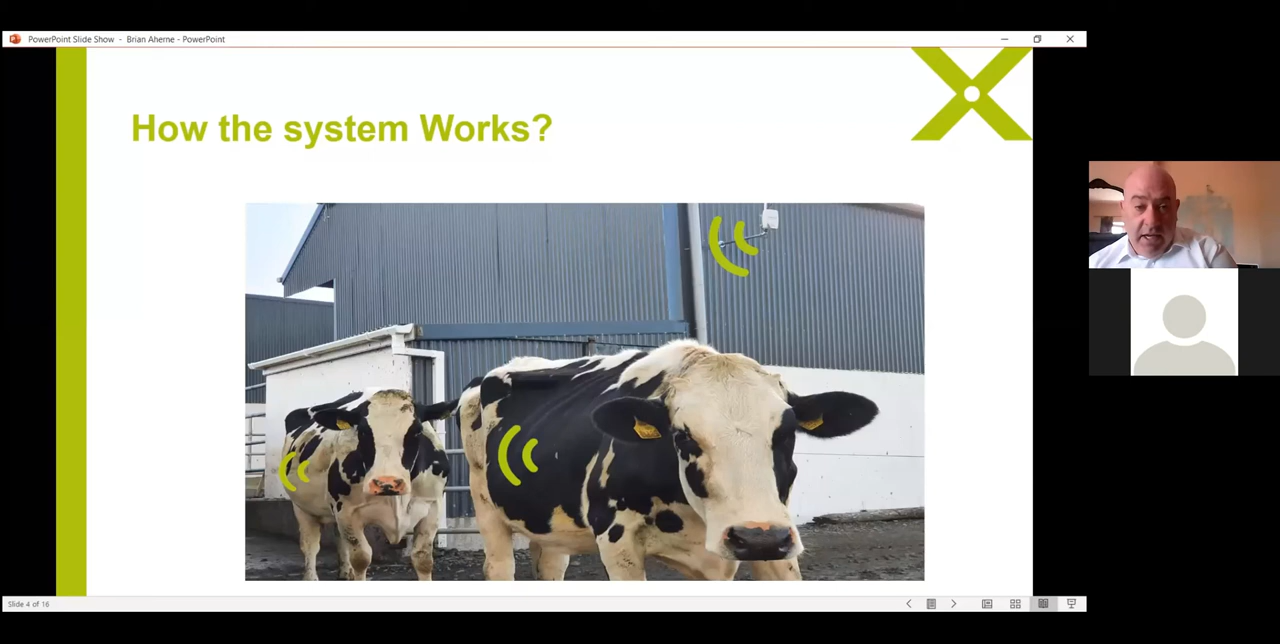 PowerPoint Slide Show - Brian Aherne - PowerPoint
How the system Works?
Slide 4 of 16